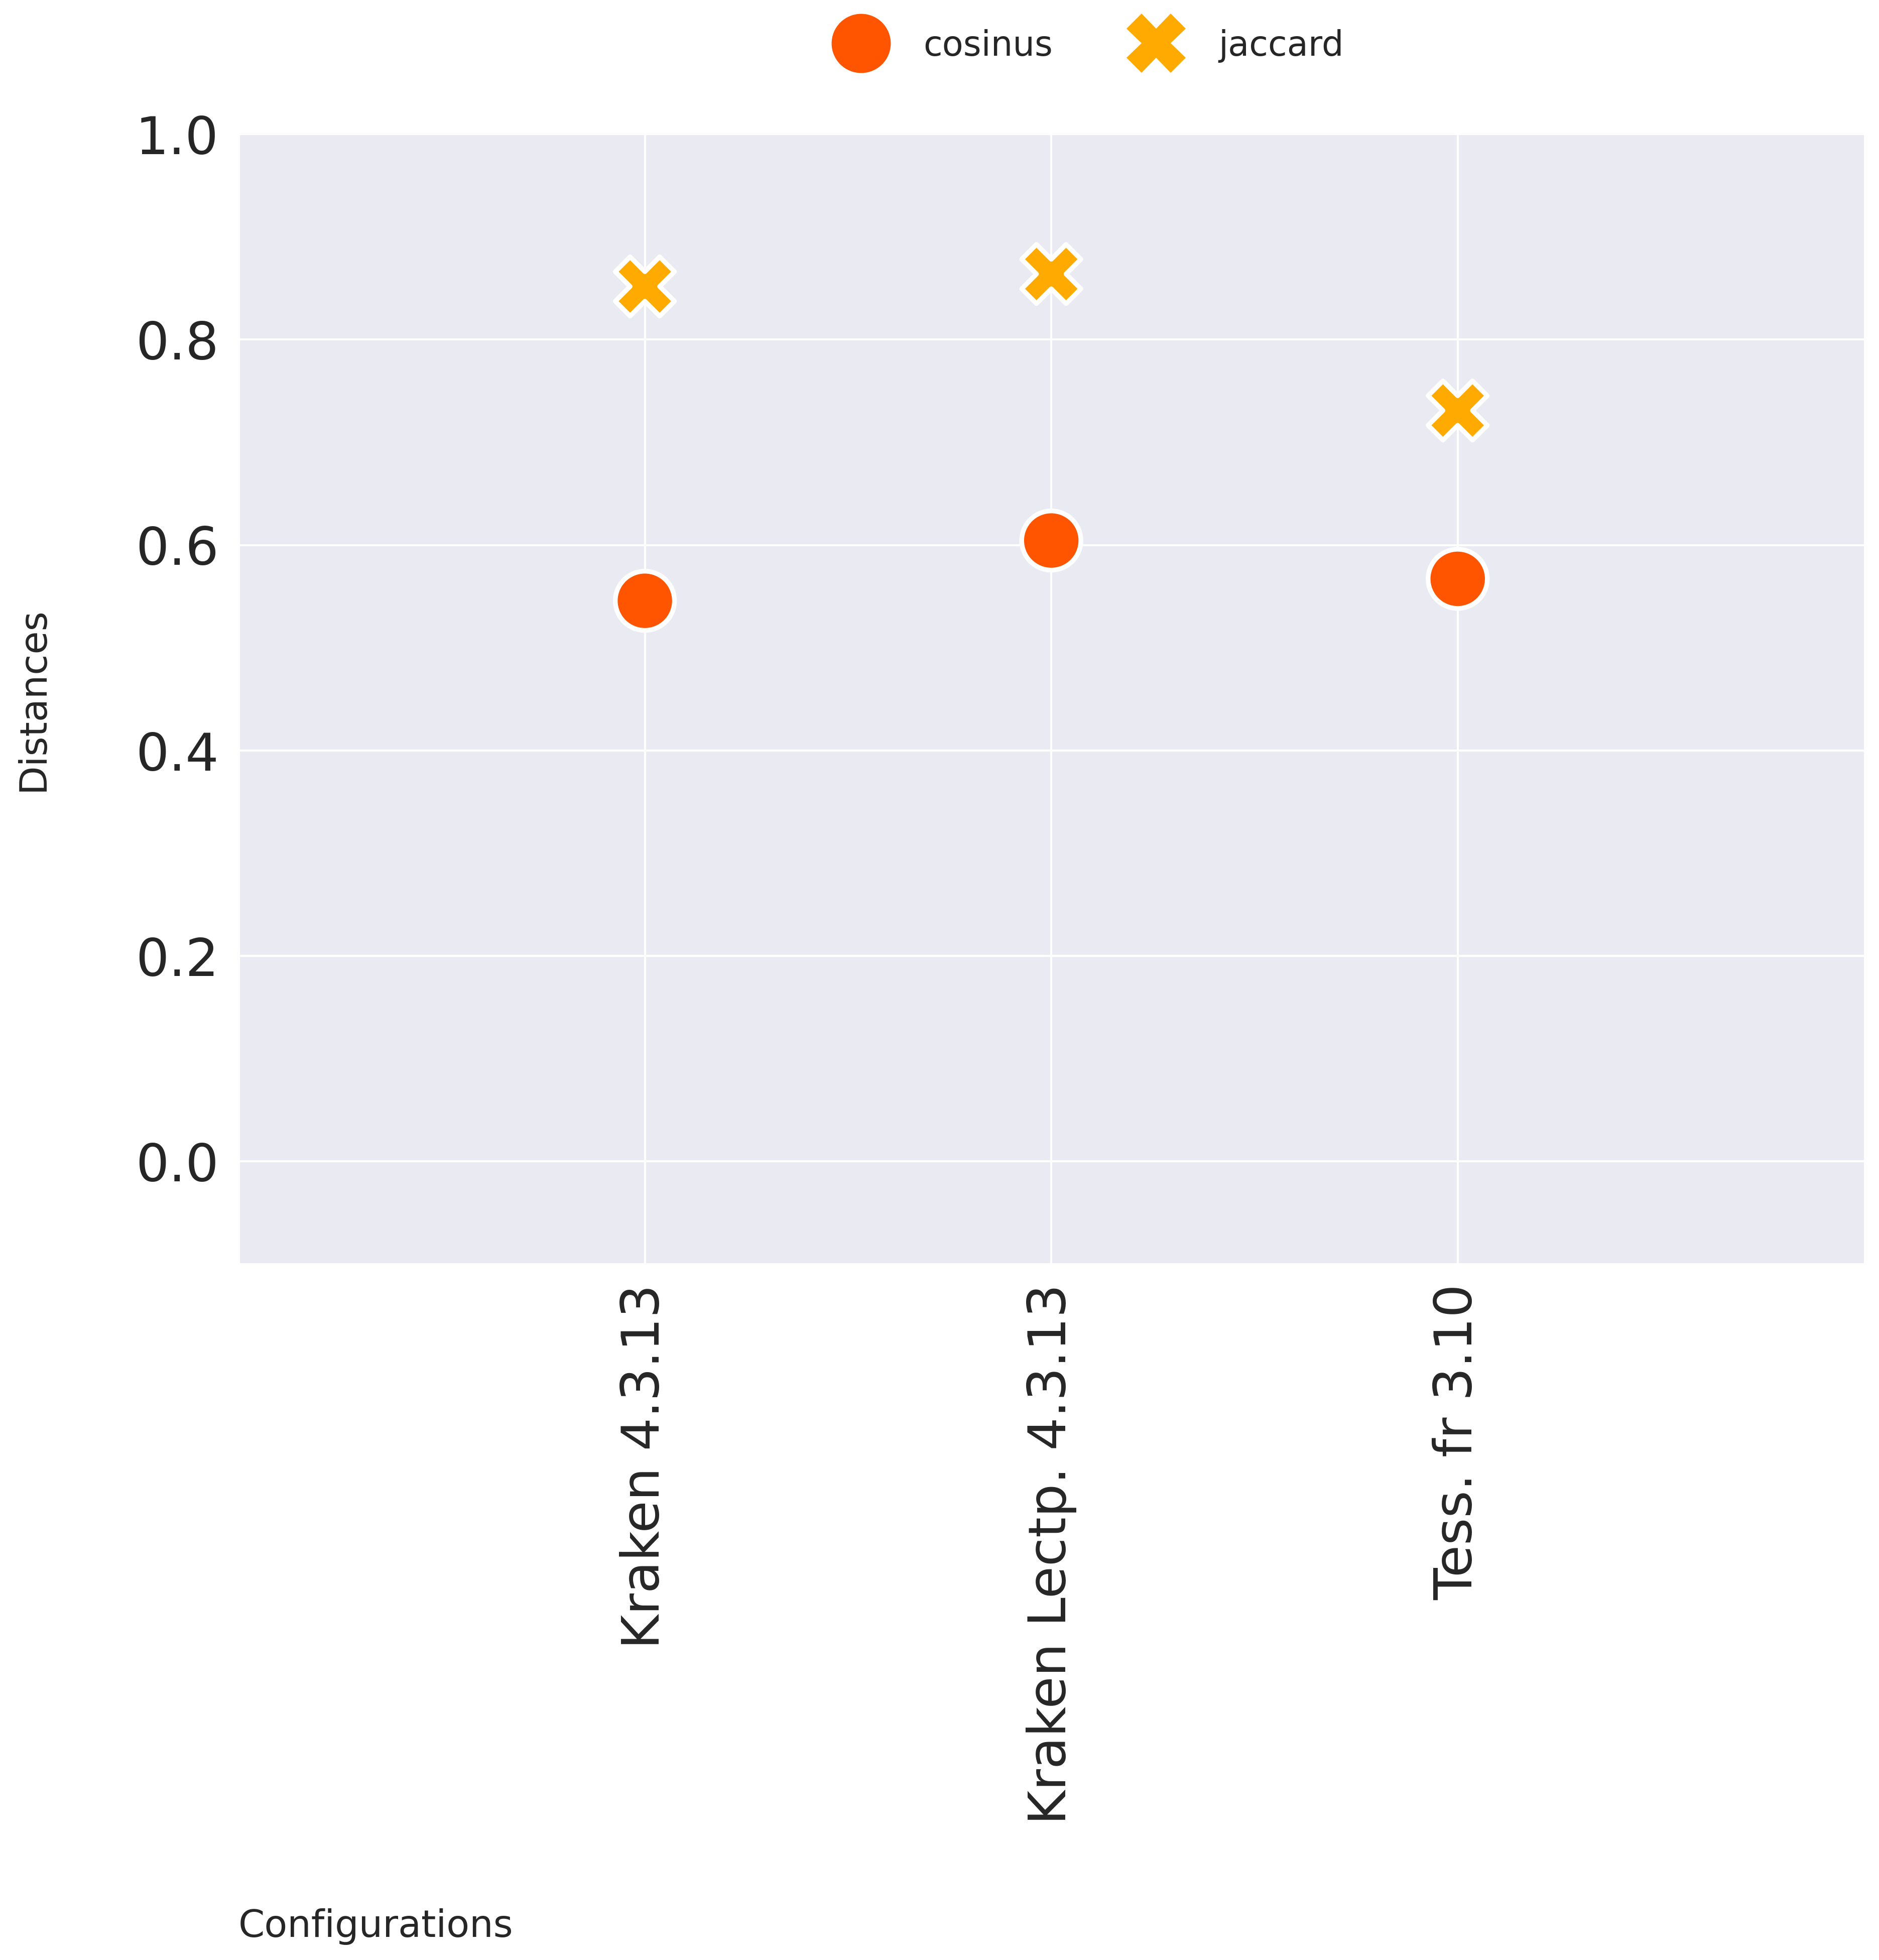 cosinus jaccard
1.0
0.8
0.6
0.4
0.2
0.0
Distances
Kraken 4.3.13
Kraken Lectp. 4.3.13
Tess. fr 3.10
Configurations